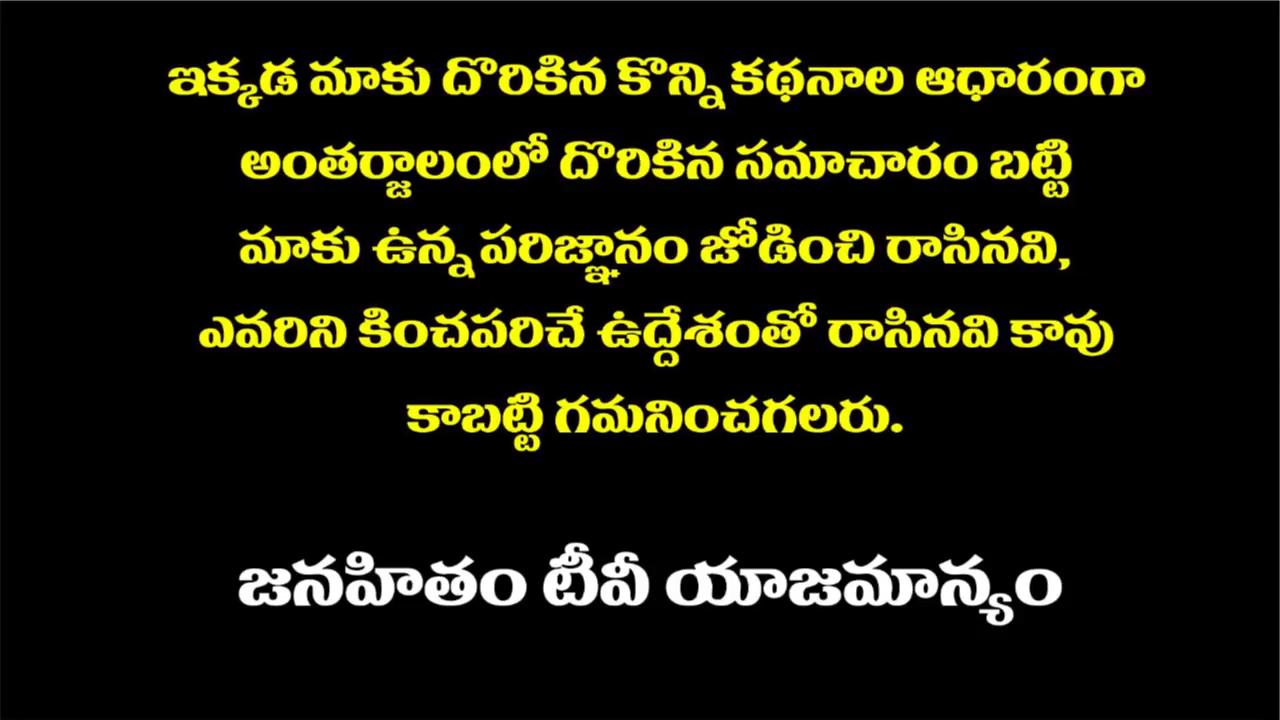 ఇక్కడ మాకు దొరికిన కొన్ని కథనాల ఆధారంగా
అంతర్జాలంలో దొరికిన సమాచారం బట్టి
మాకు ఉన్న పరిజ్ఞానం జోడించి రాసినవి,
ఎవరిని కించపరిచే ఉద్దేశంతో రాసినవి కావు
కాబట్టి గమనించగలరు.
జనహితం టీవీ యాజమాన్యం